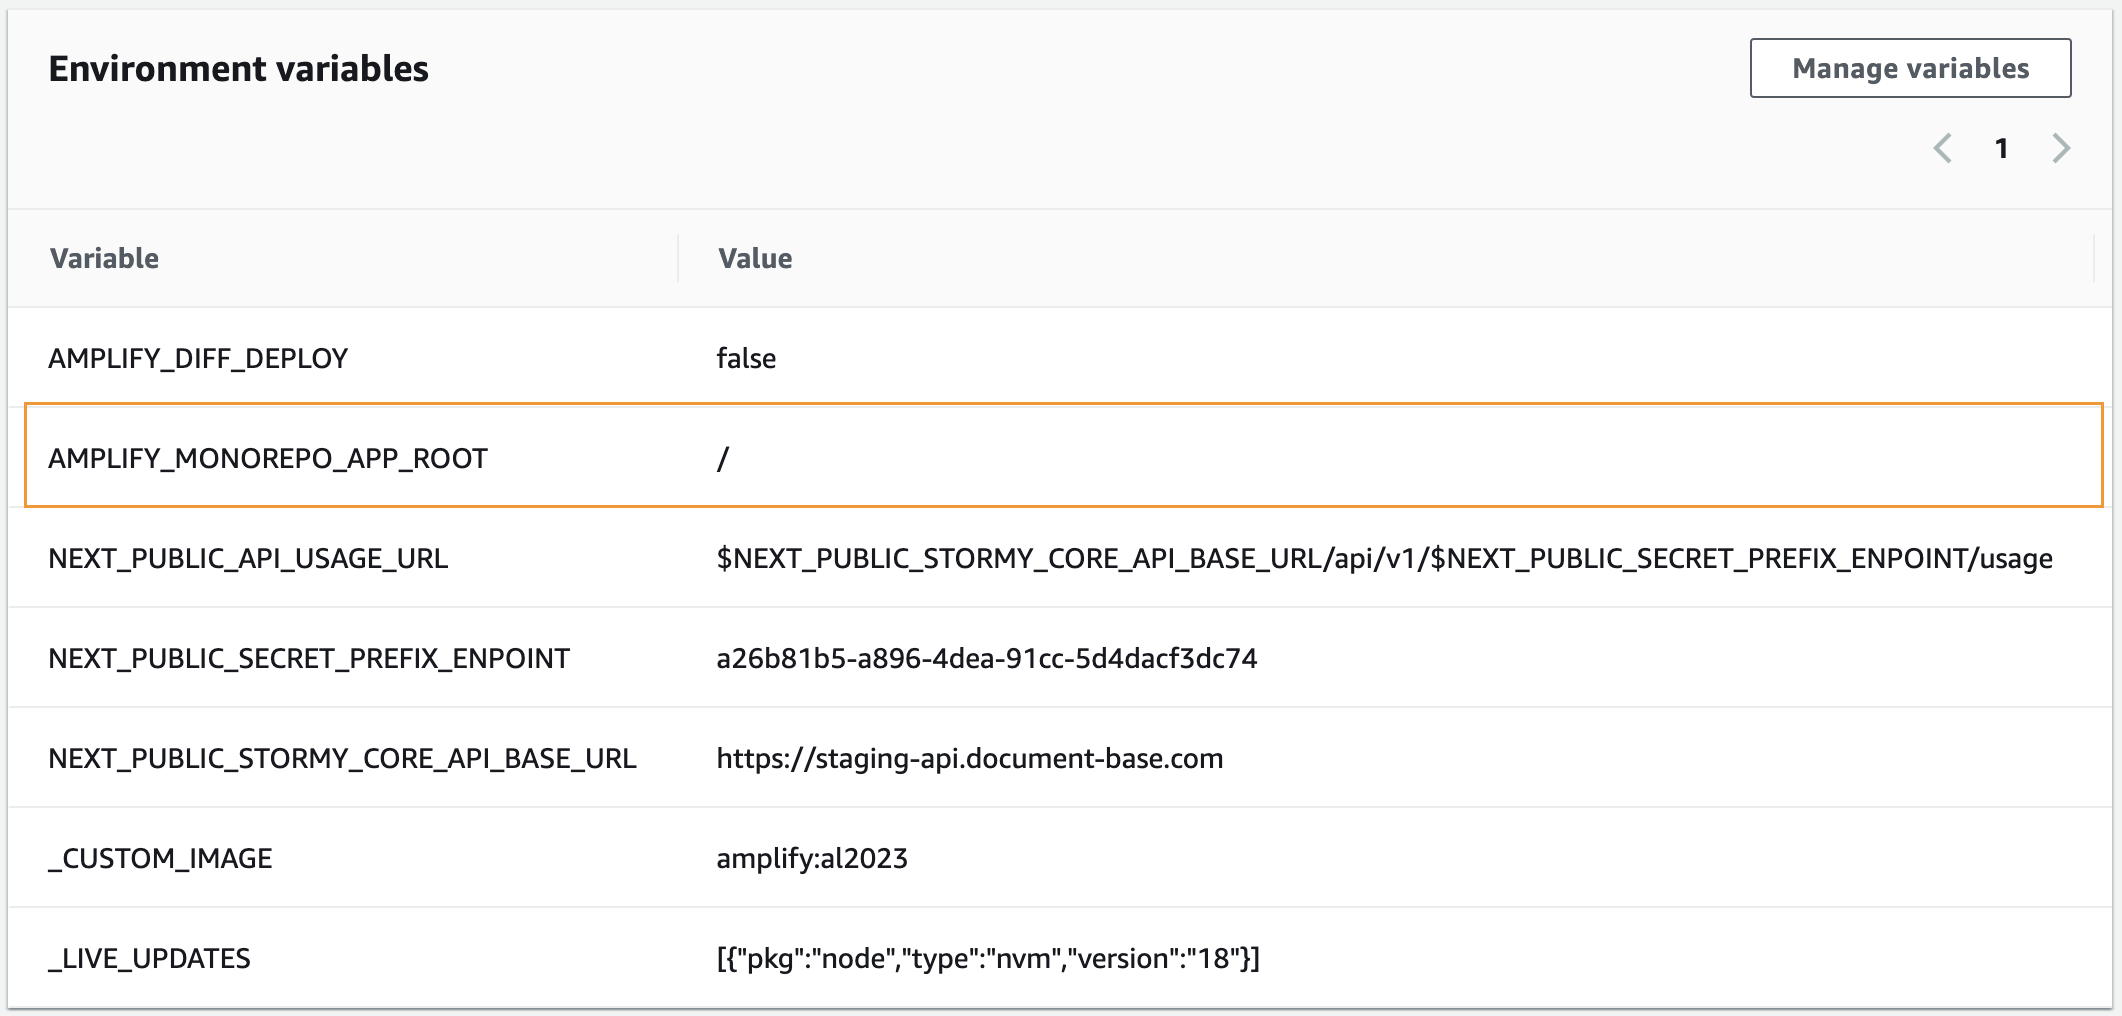 Environment variables
Manage variables
1
Variable Value
AMPLIFY_DIFF_DEPLOY false
AMPLIFY_MONOREPO_APP_ROOT /
NEXT_PUBLIC_API_USAGE_URL $NEXT_PUBLIC_STORMY_CORE_API_BASE_URL/api/v1/$NEXT_PUBLIC_SECRET_PREFIX_ENPOINT/usage
NEXT_PUBLIC_SECRET_PREFIX_ENPOINT a26b81b5-a896-4dea-91cc-5d4dacf3dc74
NEXT_PUBLIC_STORMY_CORE_API_BASE_URL https://staging-api.document-base.com
_CUSTOM_IMAGE amplify:al2023
_LIVE_UPDATES [{"pkg":"node","type":"nvm","version":"18"}]